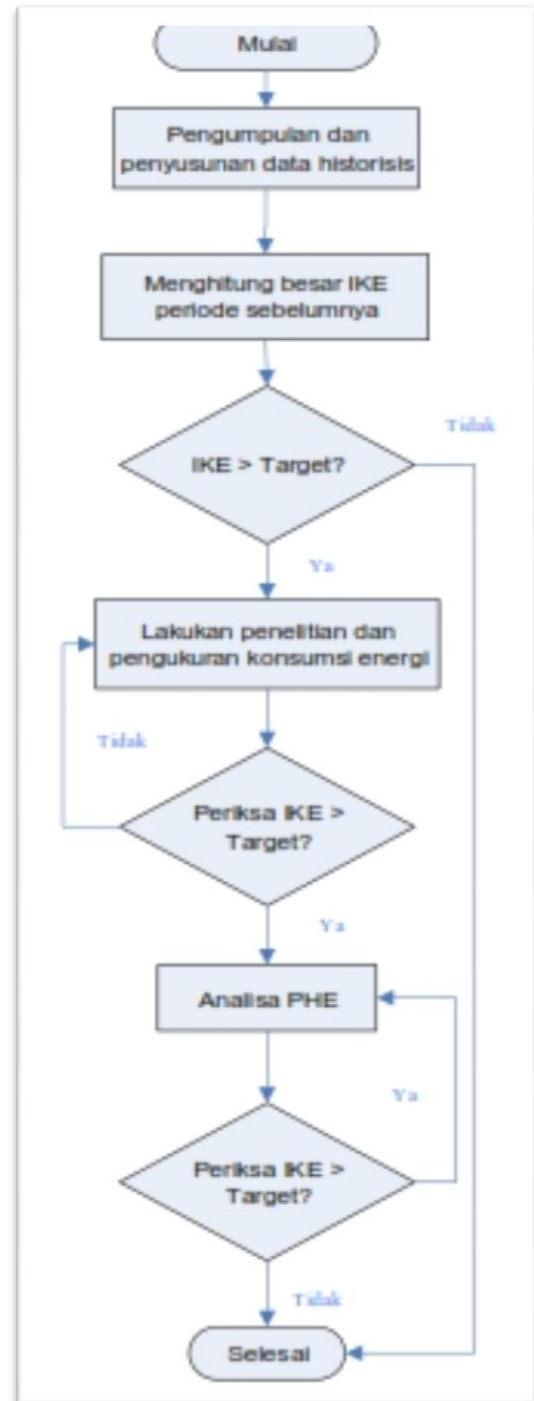 Mulai
Pengumpulan dan
penyusunan data historisis
Menghitung besar IKE
periode sebelumnya
IKE > Target?
Tidak
Ya
Lakukan penelitian dan
pengukuran konsumsi energi
Tidak
Periksa IKE >
Target?
Ya
Analisa PHE
Ya
Periksa IKE >
Target?
Tidak
Selesai